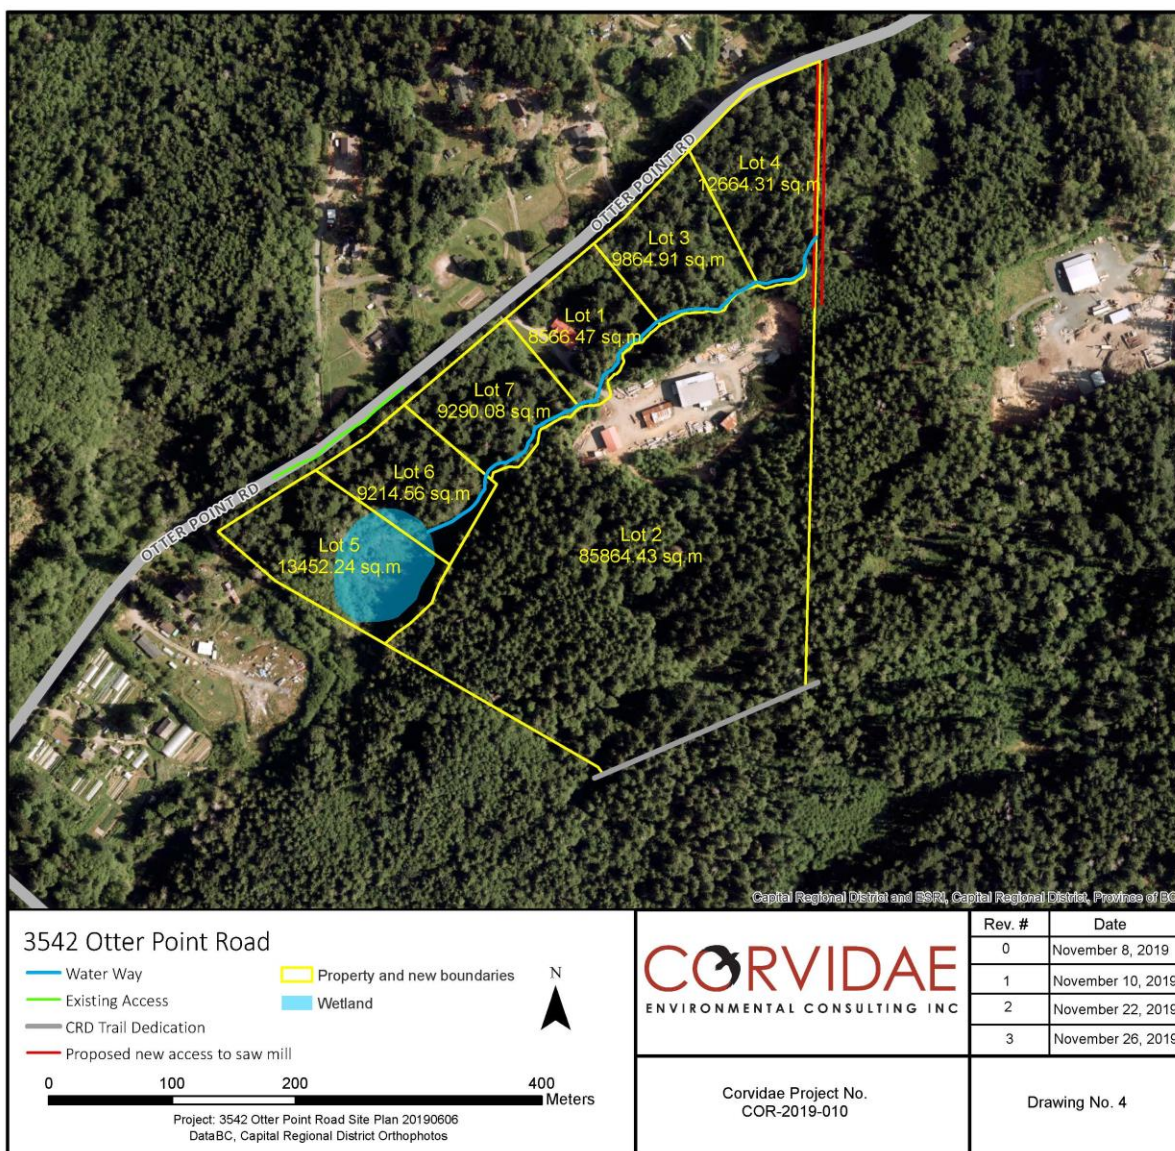 OTTER POINT RD
Lot 4
12664.31 sq.m
Lot 3
9864.91 sq.m
Lot 1
8566.47 sq.m
Lot 7
9290.08 sq.m
Lot 6
9214.56 sq.m
OTTER POINT RD
Lot 5
13452.24 sq.m
Lot 2
85864.43 sq.m
Capital Regional District and ESRI, Capital Regional District, Province of BC
3542 Otter Point Road
Water Way
Existing Access
CRD Trail Dedication
Proposed new access to saw mill
Property and new boundaries
Wetland
N
0 100 200 400
Meters
Project: 3542 Otter Point Road Site Plan 20190606
DataBC, Capital Regional District Orthophotos
CORVIDAE
ENVIRONMENTAL CONSULTING INC
Corvidae Project No.
COR-2019-010
Rev. # Date
0 November 8, 2019
1 November 10, 2019
2 November 22, 2019
3 November 26, 2019
Drawing No. 4